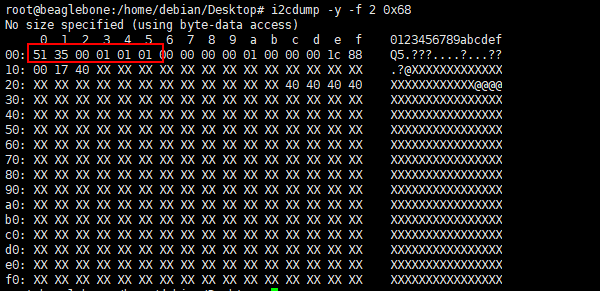 root@beaglebone:/home/debian/Desktop# i2cdump -y -f 2 0x68
No size specified (using byte-data access)
     0  1  2  3  4  5  6  7  8  9  a  b  c  d  e  f    0123456789abcdef
00: 51 35 00 01 01 01 00 00 00 00 01 00 00 00 1c 88    Q5.???....?...??
10: 00 17 40 XX XX XX XX XX XX XX XX XX XX XX XX XX    .?@XXXXXXXXXXXXX
20: XX XX XX XX XX XX XX XX XX XX XX XX 40 40 40 40    XXXXXXXXXXXX@@@@
30: XX XX XX XX XX XX XX XX XX XX XX XX XX XX XX XX    XXXXXXXXXXXXXXXX
40: XX XX XX XX XX XX XX XX XX XX XX XX XX XX XX XX    XXXXXXXXXXXXXXXX
50: XX XX XX XX XX XX XX XX XX XX XX XX XX XX XX XX    XXXXXXXXXXXXXXXX
60: XX XX XX XX XX XX XX XX XX XX XX XX XX XX XX XX    XXXXXXXXXXXXXXXX
70: XX XX XX XX XX XX XX XX XX XX XX XX XX XX XX XX    XXXXXXXXXXXXXXXX
80: XX XX XX XX XX XX XX XX XX XX XX XX XX XX XX XX    XXXXXXXXXXXXXXXX
90: XX XX XX XX XX XX XX XX XX XX XX XX XX XX XX XX    XXXXXXXXXXXXXXXX
a0: XX XX XX XX XX XX XX XX XX XX XX XX XX XX XX XX    XXXXXXXXXXXXXXXX
b0: XX XX XX XX XX XX XX XX XX XX XX XX XX XX XX XX    XXXXXXXXXXXXXXXX
c0: XX XX XX XX XX XX XX XX XX XX XX XX XX XX XX XX    XXXXXXXXXXXXXXXX
d0: XX XX XX XX XX XX XX XX XX XX XX XX XX XX XX XX    XXXXXXXXXXXXXXXX
e0: XX XX XX XX XX XX XX XX XX XX XX XX XX XX XX XX    XXXXXXXXXXXXXXXX
f0: XX XX XX XX XX XX XX XX XX XX XX XX XX XX XX XX    XXXXXXXXXXXXXXXX